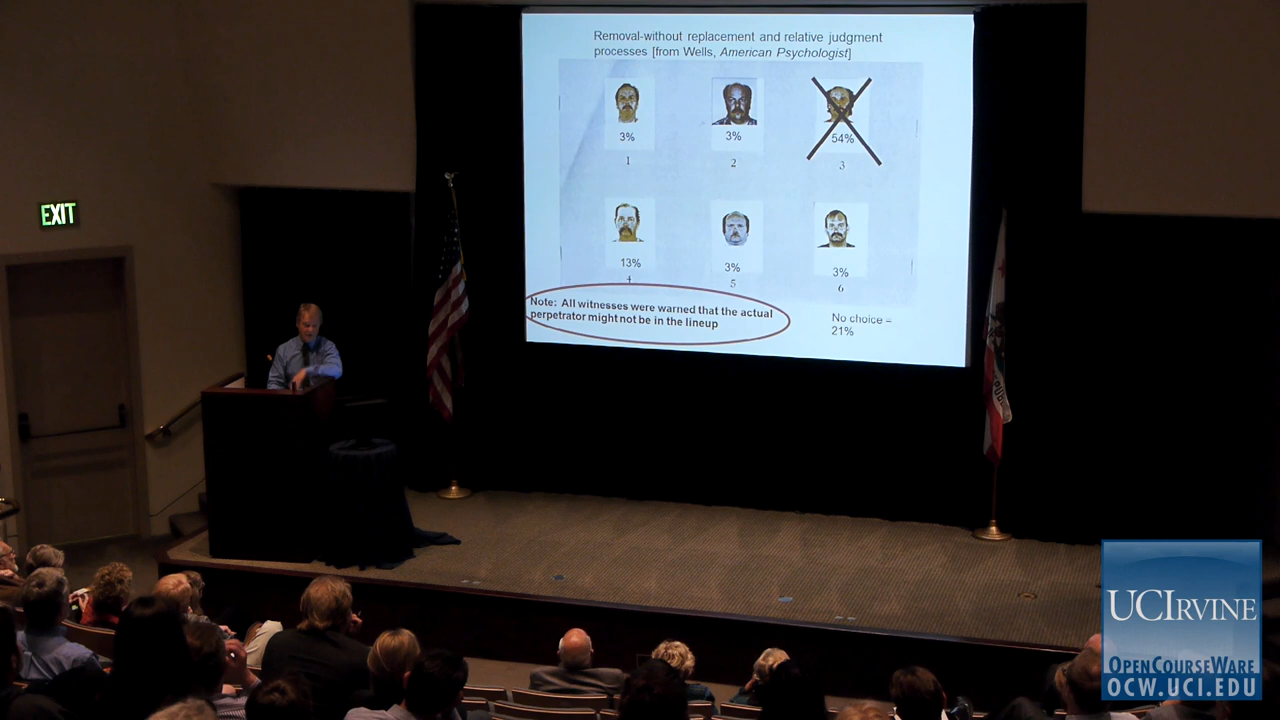 Removal-without replacement and relative judgment
processes [from Wells, American Psychologist]
3%
3%
54%
1
2
3
13%
3%
3%
4
5
6
Note: All witnesses were warned that the actual
perpetrator might not be in the lineup
No choice =
21%
EXIT
UCIRVINE
OPENCOURSEWARE
OCW.UCI.EDU